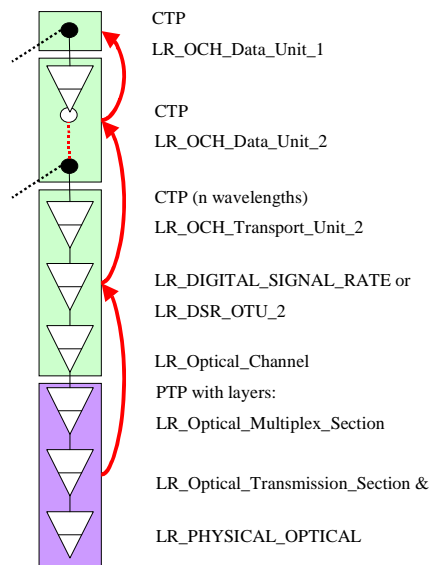 CTP
LR_OCH_Data_Unit_1
CTP
LR_OCH_Data_Unit_2
CTP (n wavelengths)
LR_OCH_Transport_Unit_2
LR_DIGITAL_SIGNAL_RATE or
LR_DSR_OTU_2
LR_Optical_Channel
PTP with layers:
LR_Optical_Multiplex_Section
LR_Optical_Transmission_Section &
LR_PHYSICAL_OPTICAL